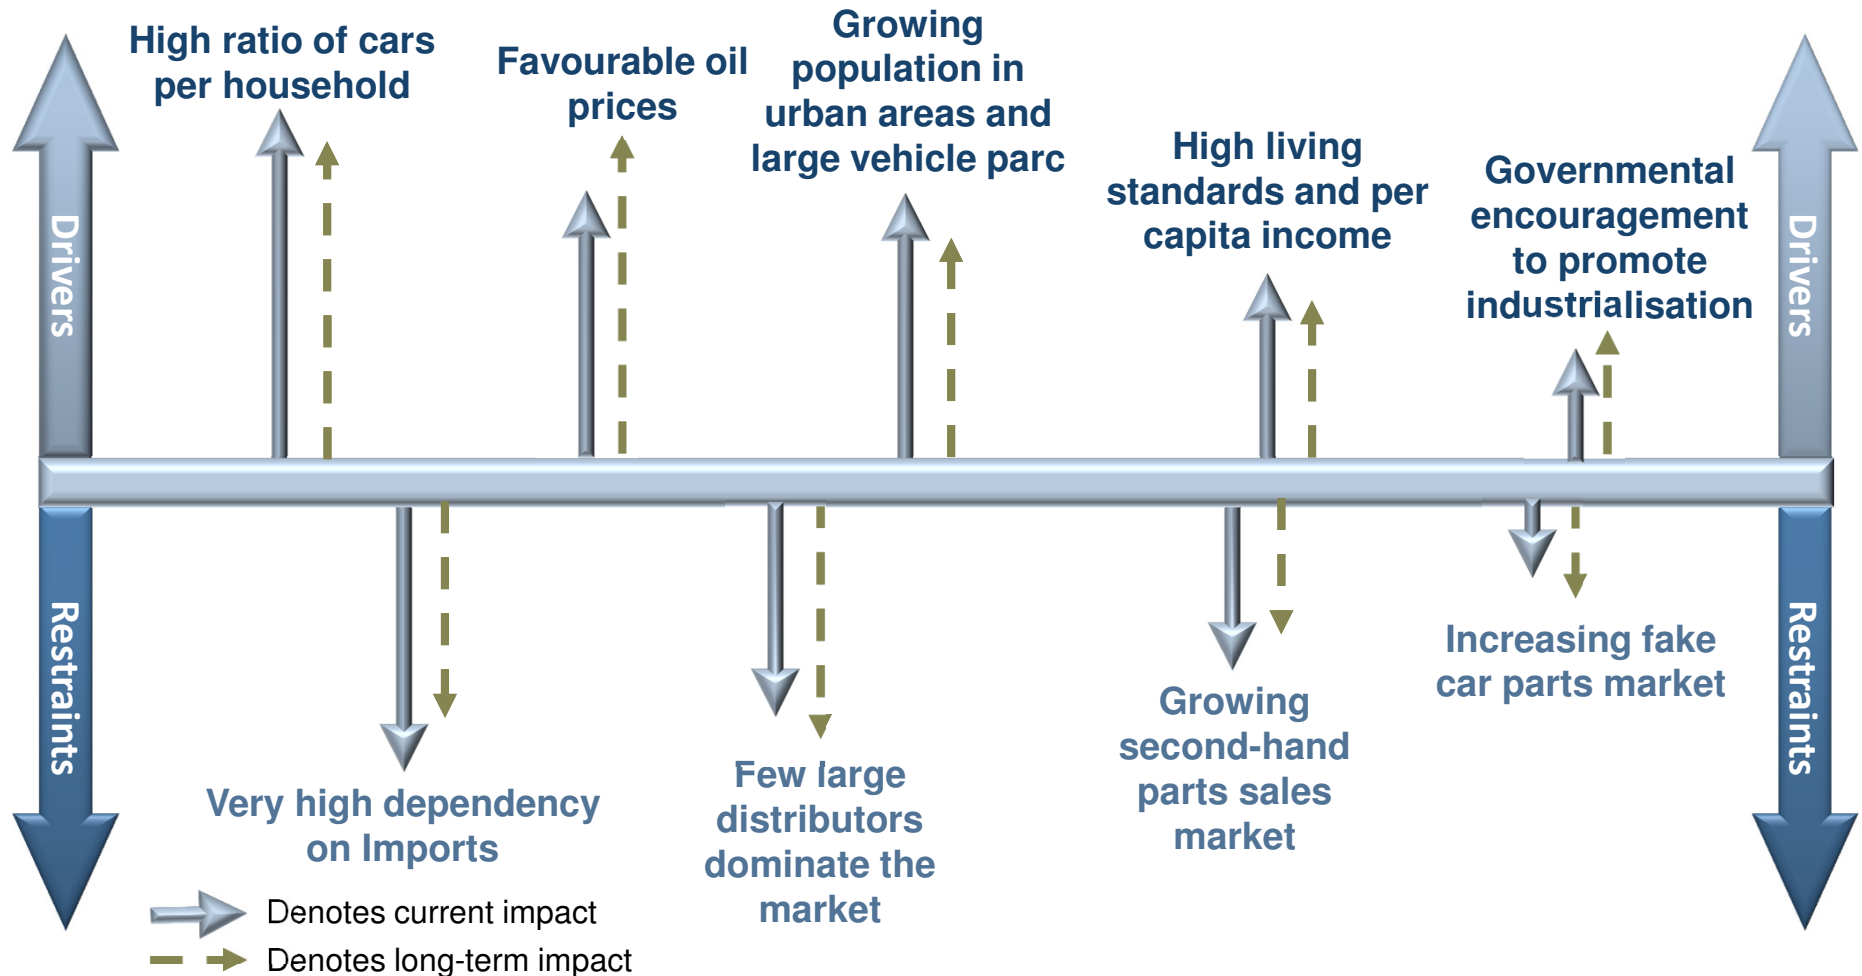 High ratio of cars
per household
Favourable oil
prices
Growing
population in
urban areas and
large vehicle parc
High living
standards and per
capita income
Governmental
encouragement
to promote
industrialisation
Drivers
Drivers
Restraints
Restraints
Very high dependency
on Imports
Few large
distributors
dominate the
market
Growing
second-hand
parts sales
market
Increasing fake
car parts market
Denotes current impact
Denotes long-term impact